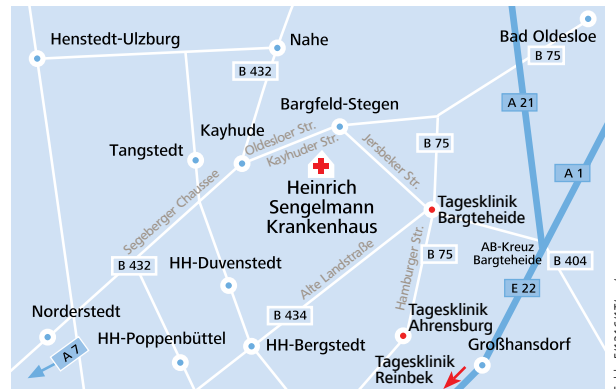 Henstedt-Ulzburg
Nahe
Bad Oldesloe
B 75
B 432
A 21
Bargfeld-Stegen
Kayhude
Oldesloer Str.
Kayhuder Str.
Jersbeker Str.
B 75
Tangstedt
A 1
Heinrich
Sengelmann
Krankenhaus
Tagesklinik
Bargteheide
Segeberger Chaussee
B 432
HH-Duvenstedt
Alte Landstraße
Hamburger Str.
B 75
AB-Kreuz
Bargteheide
B 404
E 22
Norderstedt
B 434
Tagesklinik
Ahrensburg
A 7
HH-Poppenbüttel
HH-Bergstedt
Großhansdorf
Tagesklinik
Reinbek